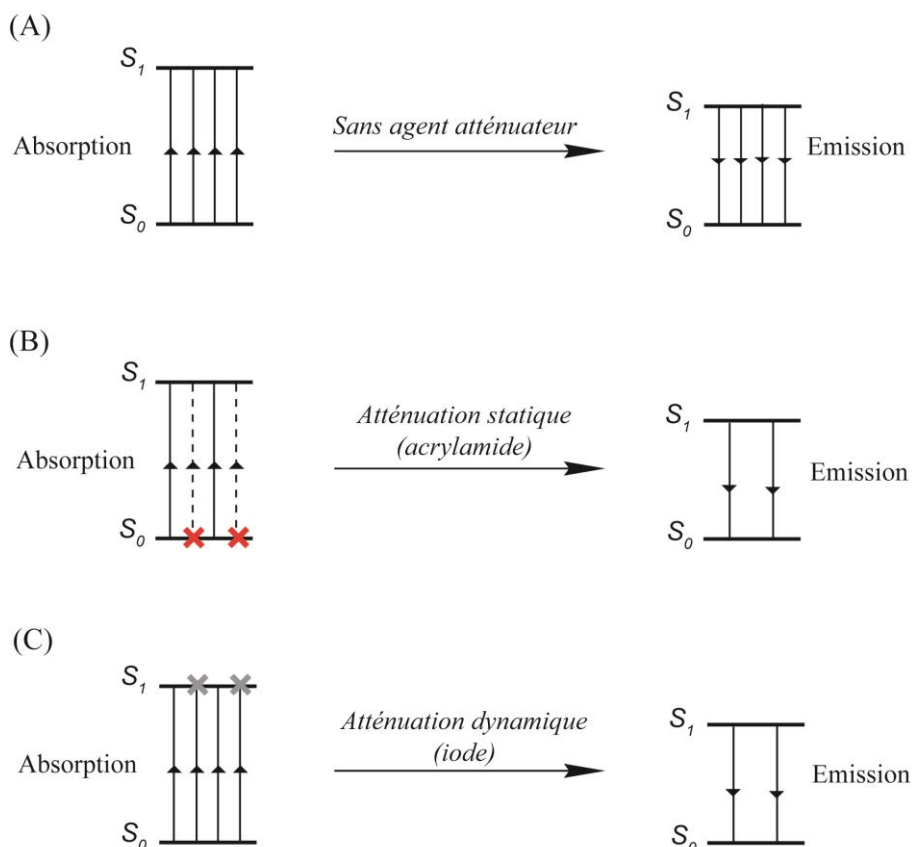 (A)
S1
Absorption
S0
Sans agent atténuateur
S1
Emission
S0
(B)
S1
Absorption
S0
Atténuation statique
(acrylamide)
S1
Emission
S0
(C)
S1
Absorption
S0
Atténuation dynamique
(iode)
S1
Emission
S0